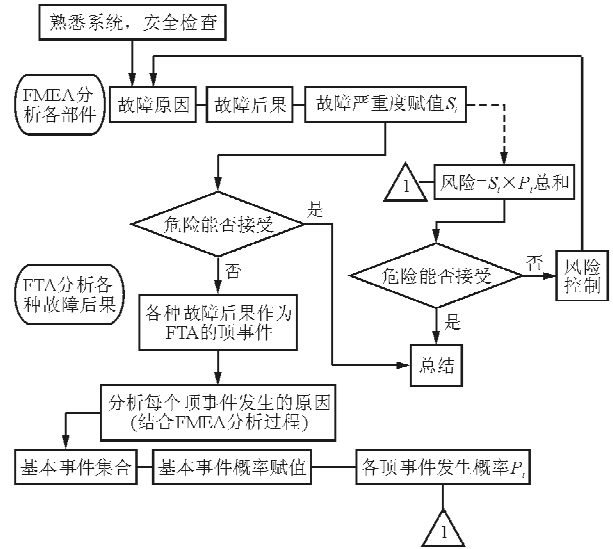 熟悉系统，安全检查
FMEA分
析各部件
故障原因
故障后果
故障严重度赋值Si
1
风险=Si×Pi总和
危险能否接受
是
危险能否接受
否
风险
控制
否
FTA分析各
种故障后果
各种故障后果作为
FTA的顶事件
是
总结
分析每个顶事件发生的原因
(结合FMEA分析过程)
基本事件集合
基本事件概率赋值
各顶事件发生概率Pi
1